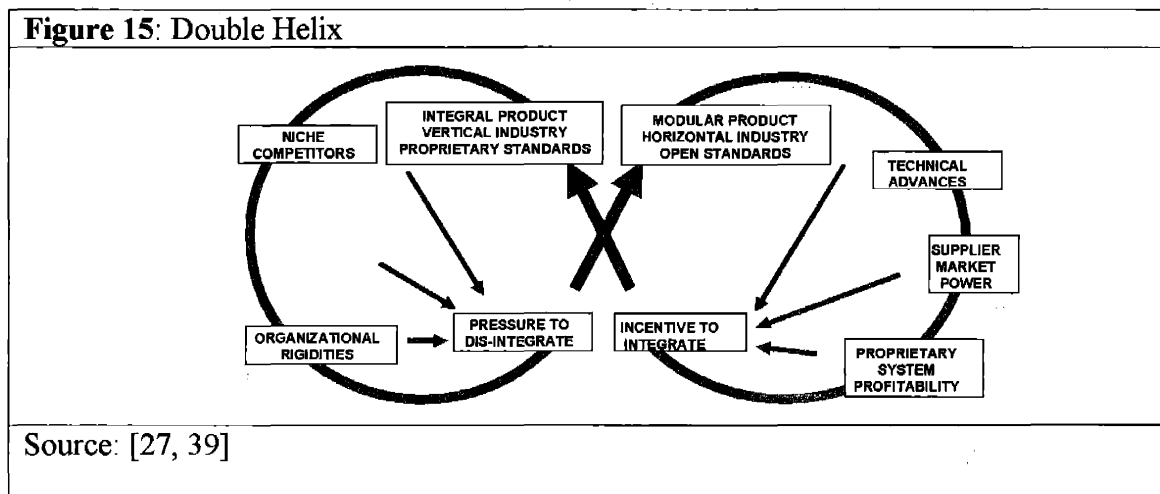 Figure 15: Double Helix
NICHE
COMPETITORS
INTEGRAL PRODUCT
VERTICAL INDUSTRY
PROPRIETARY STANDARDS
MODULAR PRODUCT
HORIZONTAL INDUSTRY
OPEN STANDARDS
TECHNICAL
ADVANCES
SUPPLIER
MARKET
POWER
ORGANIZATIONAL
RIGIDITIES
PRESSURE TO
DIS-INTEGRATE
INCENTIVE TO
INTEGRATE
PROPRIETARY
SYSTEM
PROFITABILITY
Source: [27, 39]